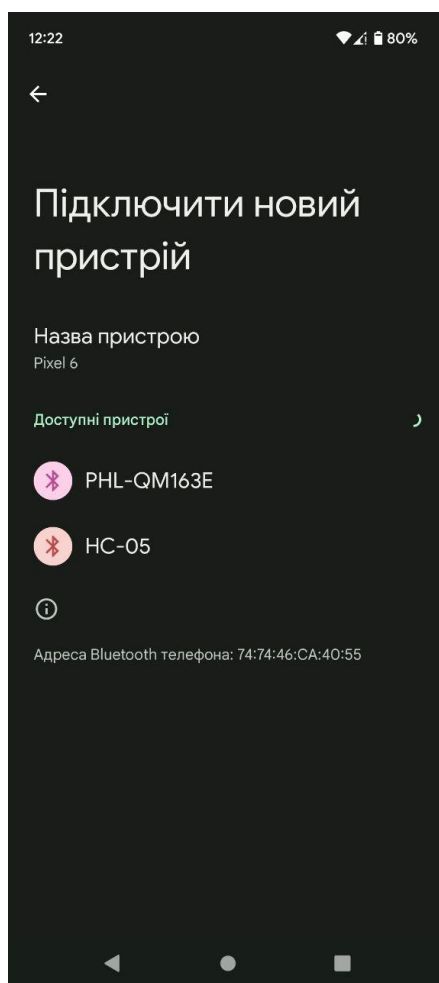 12:22 80%
Підключити новий
пристрій
Назва пристрою
Pixel 6
Доступні пристрої
PHL-QM163E
HC-05
Адреса Bluetooth телефона: 74:74:46:CA:40:55